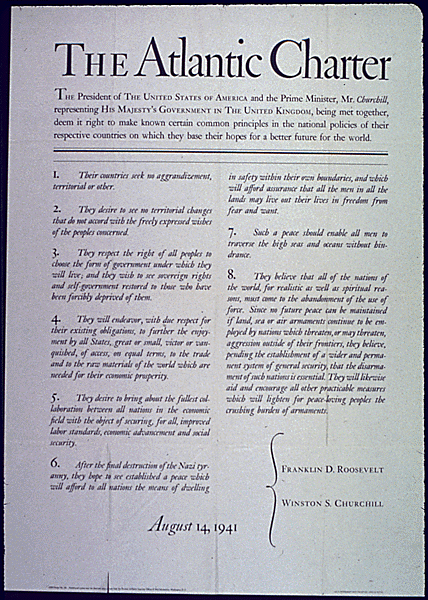 THE Atlantic Charter
THE President of THE UNITED STATES OF AMERICA and the Prime Minister, Mr. Churchill,
representing HIS MAJESTY'S GOVERNMENT IN THE UNITED KINGDOM, being met together,
deem it right to make known certain common principles in the national policies of their
respective countries on which they base their hopes for a better future for the world.
1. Their countries seek no aggrandizement,
territorial or other.
2. They desire to see no territorial changes
that do not accord with the freely expressed wishes
of the peoples concerned.
3. They respect the right of all peoples to
choose the form of government under which they
will live; and they wish to see sovereign rights
and self-government restored to those who have
been forcibly deprived of them.
4. They will endeavor, with due respect for
their existing obligations, to further the enjoy-
ment by all States, great or small, victor or van-
quished, of access, on equal terms, to the trade
and to the raw materials of the world which are
needed for their economic prosperity.
5. They desire to bring about the fullest col-
laboration between all nations in the economic
field with the object of securing, for all, improved
labor standards, economic advancement and social
security.
6. After the final destruction of the Nazi tyr-
anny, they hope to see established a peace which
will afford to all nations the means of dwelling
in safety within their own boundaries, and which
will afford assurance that all the men in all the
lands may live out their lives in freedom from
fear and want.
7. Such a peace should enable all men to
traverse the high seas and oceans without hin-
drance.
8. They believe that all of the nations of
the world, for realistic as well as spiritual rea-
sons, must come to the abandonment of the use of
force. Since no future peace can be maintained
if land, sea or air armaments continue to be em-
ployed by nations which threaten, or may threaten,
aggression outside of their frontiers, they believe,
pending the establishment of a wider and perma-
nent system of general security, that the disarma-
ment of such nations is essential. They will likewise
aid and encourage all other practicable measures
which will lighten for peace-loving peoples the
crushing burden of armaments.
FRANKLIN D. ROOSEVELT
WINSTON S. CHURCHILL
August 14, 1941